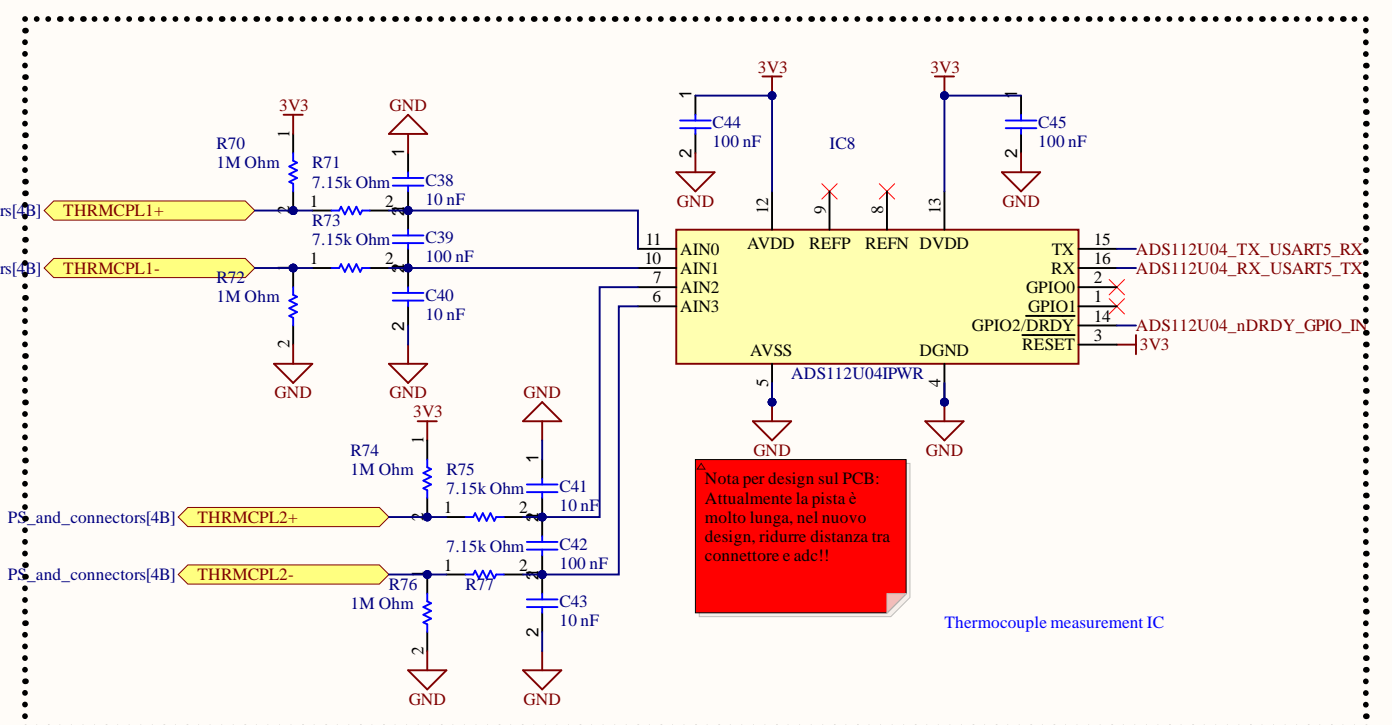 3V3
GND
R70
1M Ohm
1
2
R71
7.15k Ohm
1
2
C38
10 nF
1
2
rs[4B]
THRMCPL1+
R73
7.15k Ohm
1
2
C39
100 nF
rs[4B]
THRMCPL1-
R72
1M Ohm
2
C40
10 nF
2
GND
GND
3V3
3V3
1
C44
100 nF
2
GND
1
C45
100 nF
2
GND
IC8
12
9
8
13
AVDD
REFP
REFN
DVDD
11
AIN0
10
AIN1
7
AIN2
6
AIN3
TX
15
ADS112U04_TX_USART5_RX
RX
16
ADS112U04_RX_USART5_TX
GPIO0
2
GPIO1
1
GPIO2/DRDY
14
ADS112U04_nDRDY_GPIO_IN
RESET
3
3V3
AVSS
DGND
5
4
ADS112U04IPWR
GND
GND
3V3
GND
R74
1M Ohm
1
2
R75
7.15k Ohm
1
2
C41
10 nF
1
2
PS_and_connectors[4B]
THRMCPL2+
7.15k Ohm
1
2
R77
C42
100 nF
PS_and_connectors[4B]
THRMCPL2-
R76
1M Ohm
2
C43
10 nF
2
GND
GND
Nota per design sul PCB:
Attualmente la pista è
molto lunga, nel nuovo
design, ridurre distanza tra
connettore e adc!!
Thermocouple measurement IC